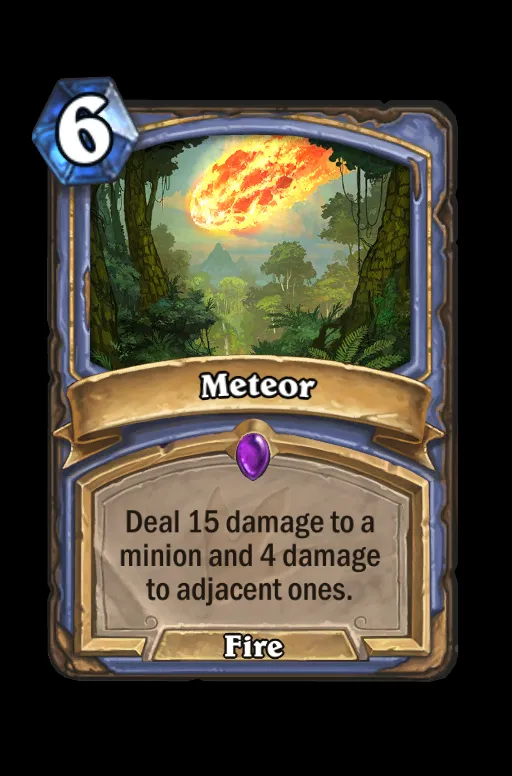 6
Meteor
Deal 15 damage to a
minion and 4 damage
to adjacent ones.
Fire